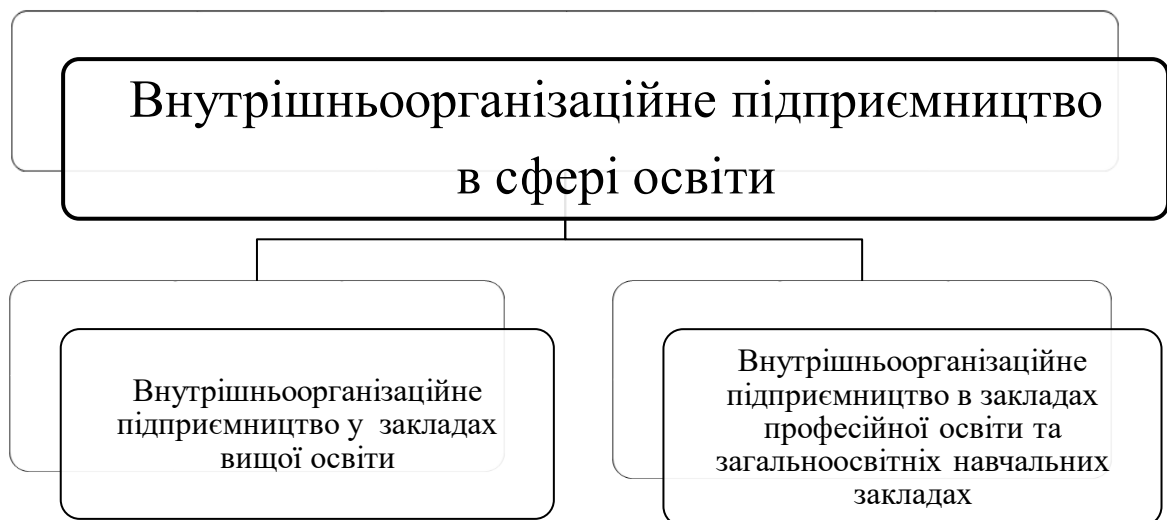 Внутрішньоорганізаційне підприємництво
в сфері освіти
Внутрішньоорганізаційне
підприємництво у закладах
вищої освіти
Внутрішньоорганізаційне
підприємництво в закладах
професійної освіти та
загальноосвітніх навчальних
закладах